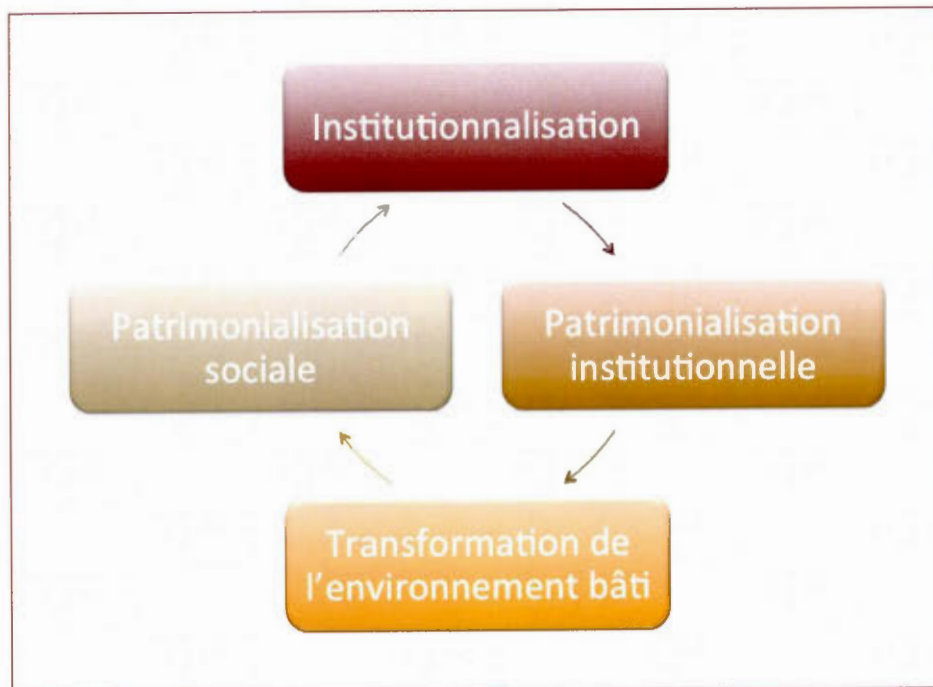 Institutionnalisation
Patrimonialisation
sociale
Patrimonialisation
institutionnelle
Transformation de
l'environnement bâti